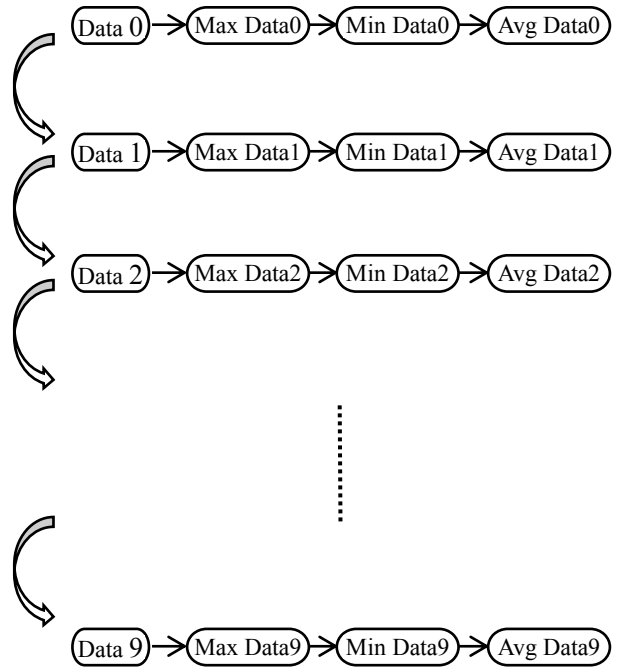 Data 0 Max Data0 Min Data0 Avg Data0
Data 1 Max Data1 Min Data1 Avg Data1
Data 2 Max Data2 Min Data2 Avg Data2
Data 9 Max Data9 Min Data9 Avg Data9